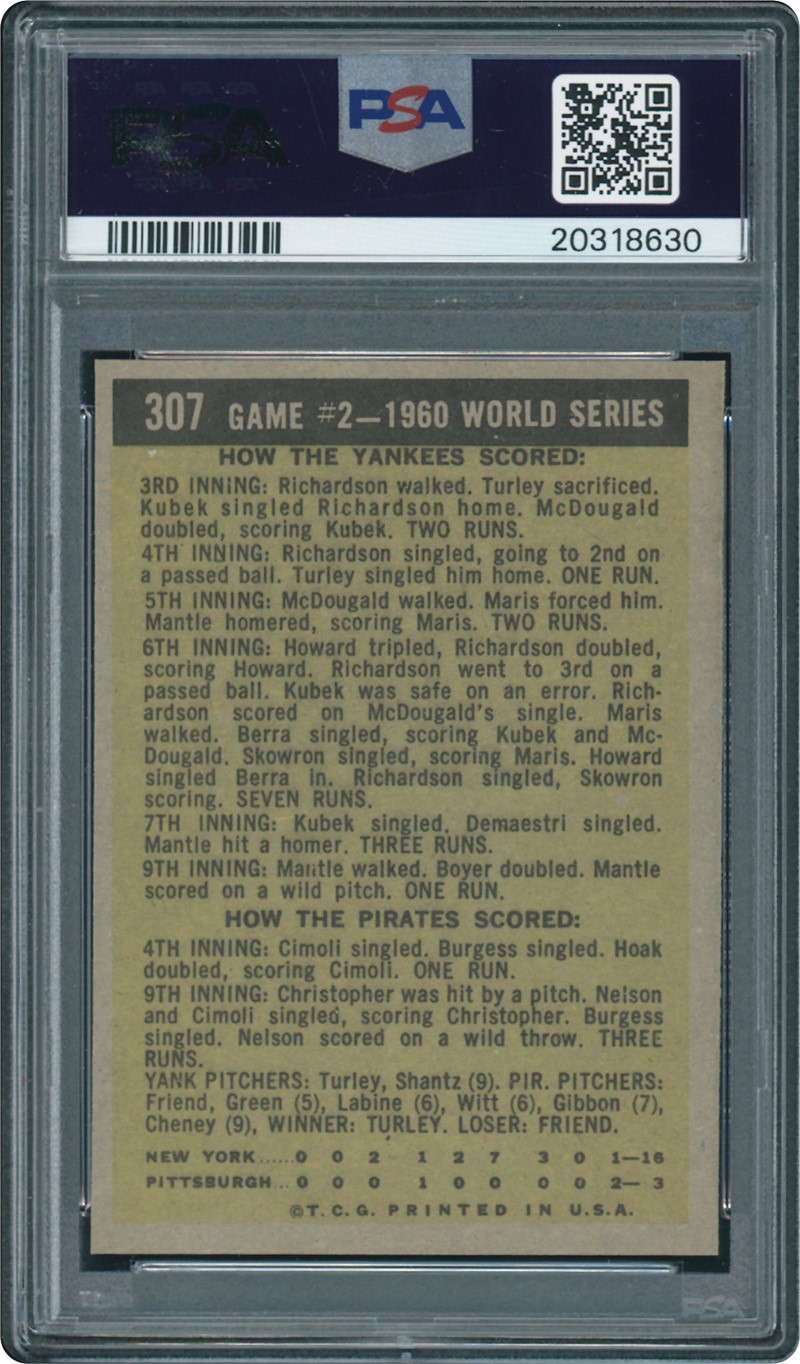 PSA
PSA
20318630
307 GAME #2—1960 WORLD SERIES
HOW THE YANKEES SCORED:
3RD INNING: Richardson walked. Turley sacrificed.
Kubek singled Richardson home. McDougald
doubled, scoring Kubek. TWO RUNS.
4TH INNING: Richardson singled, going to 2nd on
a passed ball. Turley singled him home. ONE RUN.
5TH INNING: McDougald walked. Maris forced him.
Mantle homered, scoring Maris. TWO RUNS.
6TH INNING: Howard tripled, Richardson doubled,
scoring Howard. Richardson went to 3rd on a
passed ball. Kubek was safe on an error. Rich-
ardson scored on McDougald's single. Maris
walked. Berra singled, scoring Kubek and Mc-
Dougald. Skowron singled, scoring Maris. Howard
singled Berra in. Richardson singled, Skowron
scoring. SEVEN RUNS.
7TH INNING: Kubek singled. Demaestri singled.
Mantle hit a homer. THREE RUNS.
9TH INNING: Mantle walked. Boyer doubled. Mantle
scored on a wild pitch. ONE RUN.
HOW THE PIRATES SCORED:
4TH INNING: Cimoli singled. Burgess singled. Hoak
doubled, scoring Cimoli. ONE RUN.
9TH INNING: Christopher was hit by a pitch. Nelson
and Cimoli singled, scoring Christopher. Burgess
singled. Nelson scored on a wild throw. THREE
RUNS.
YANK PITCHERS: Turley, Shantz (9). PIR. PITCHERS:
Friend, Green (5), Labine (6), Witt (6), Gibbon (7),
Cheney (9), WINNER: TURLEY. LOSER: FRIEND.
NEW YORK......0 0 2 1 2 7 3 0 1—16
PITTSBURGH...0 0 0 1 0 0 0 0 2— 3
©T.C.G. PRINTED IN U.S.A.
PSA